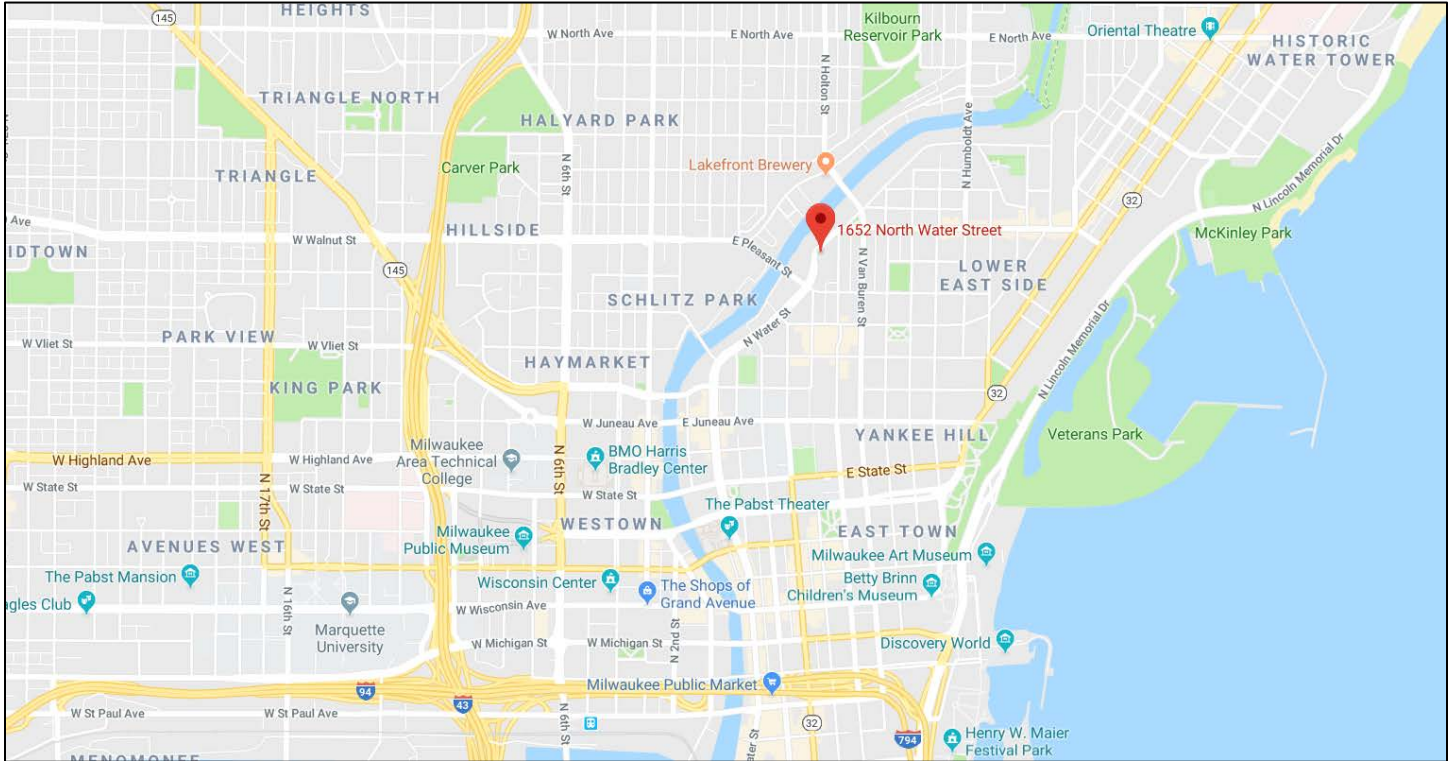 HEIGHTS
145
W North Ave
E North Ave
Kilbourn
Reservoir Park
E North Ave
Oriental Theatre
HISTORIC
WATER TOWER
N Holton St
TRIANGLE NORTH
HALYARD PARK
N Humboldt Ave
Carver Park
N 6th St
Lakefront Brewery
TRIANGLE
32
N Lincoln Memorial Dr
Ave
W Walnut St
HILLSIDE
E Pleasant St
1652 North Water Street
McKinley Park
IDTOWN
145
N Van Buren St
LOWER
EAST SIDE
SCHLITZ PARK
N Water St
N Lincoln Memorial Dr
W Vliet St
PARK VIEW
W Vliet St
HAYMARKET
KING PARK
32
W Juneau Ave
E Juneau Ave
YANKEE HILL
Veterans Park
W Highland Ave
W Highland Ave
Milwaukee
Area Technical
College
N 6th St
BMO Harris
Bradley Center
E State St
W State St
W State St
W State St
N 17th St
The Pabst Theater
WESTOWN
EAST TOWN
AVENUES WEST
Milwaukee
Public Museum
Milwaukee Art Museum
The Pabst Mansion
Wisconsin Center
The Shops of
Grand Avenue
Betty Brinn
Children's Museum
gles Club
N 16th St
Marquette
University
W Wisconsin Ave
W Michigan St
W Michigan St
N 2nd St
Discovery World
94
43
Milwaukee Public Market
W St Paul Ave
W St Paul Ave
N 6th St
32
794
Henry W. Maier
Festival Park
ater St